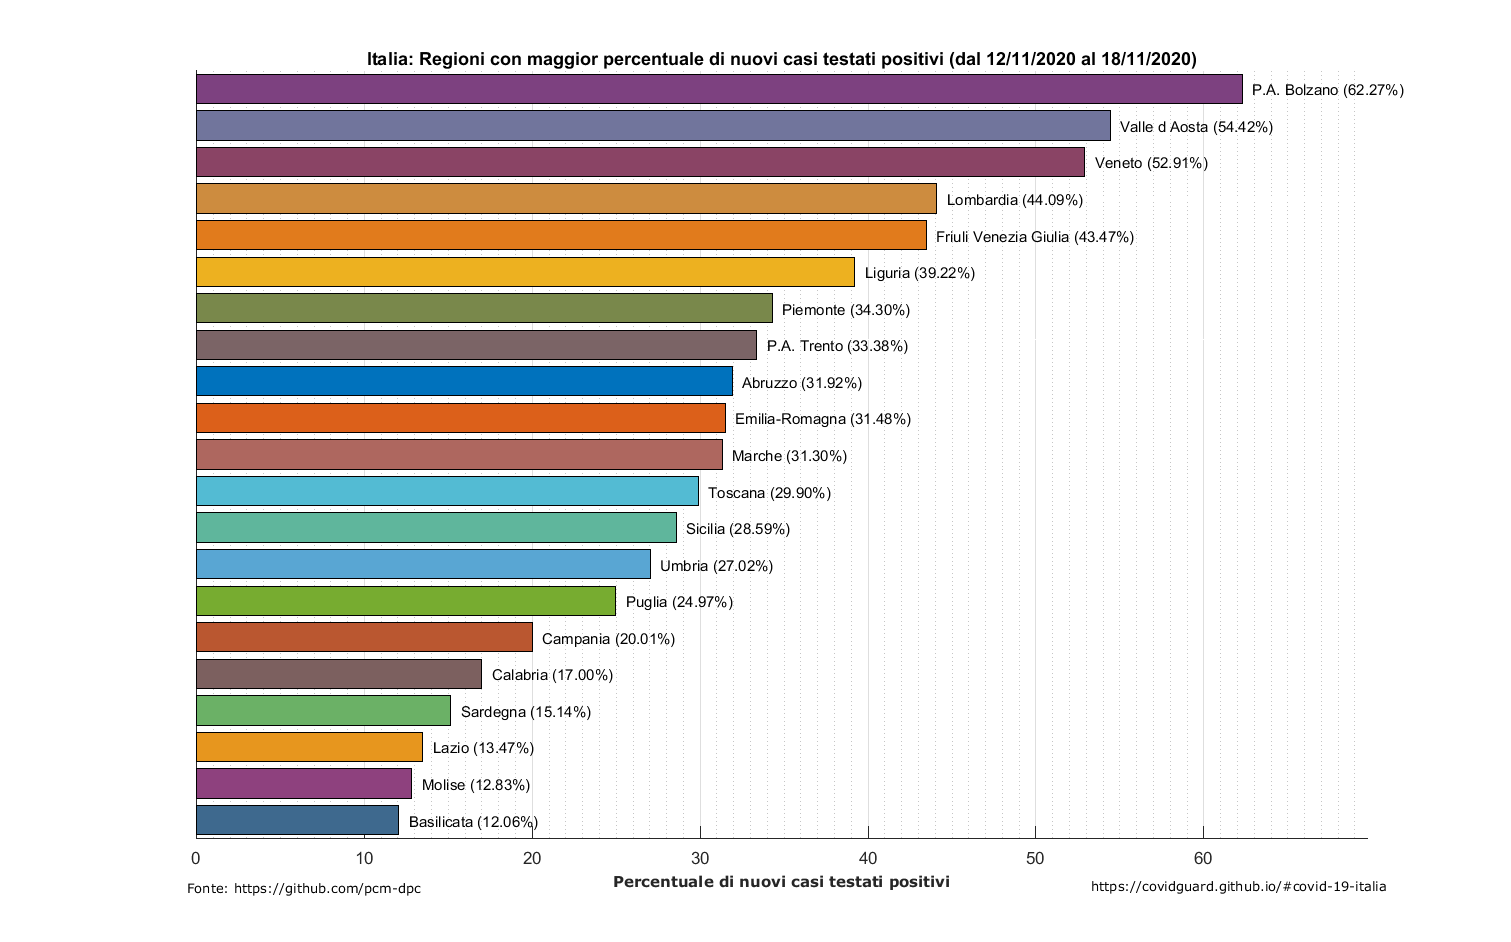 Italia: Regioni con maggior percentuale di nuovi casi testati positivi (dal 12/11/2020 al 18/11/2020)
P.A. Bolzano (62.27%)
Valle d Aosta (54.42%)
Veneto (52.91%)
Lombardia (44.09%)
Friuli Venezia Giulia (43.47%)
Liguria (39.22%)
Piemonte (34.30%)
P.A. Trento (33.38%)
Abruzzo (31.92%)
Emilia-Romagna (31.48%)
Marche (31.30%)
Toscana (29.90%)
Sicilia (28.59%)
Umbria (27.02%)
Puglia (24.97%)
Campania (20.01%)
Calabria (17.00%)
Sardegna (15.14%)
Lazio (13.47%)
Molise (12.83%)
Basilicata (12.06%)
0 10 20 30 40 50 60
Percentuale di nuovi casi testati positivi
Fonte: https://github.com/pcm-dpc
https://covidguard.github.io/#covid-19-italia